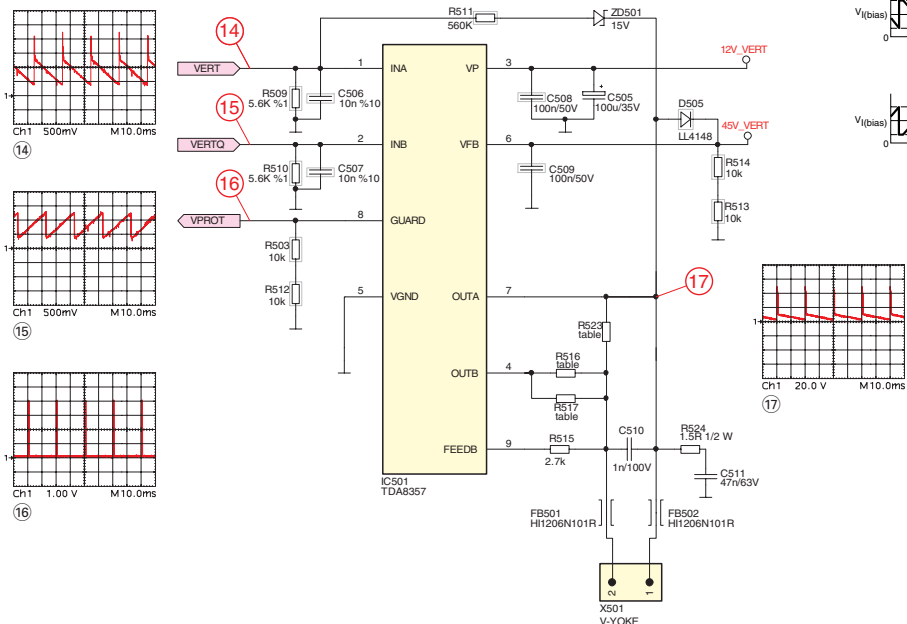 R511
560K
ZD501
15V
VI(bias)
0
14
VERT
1
INA
VP
3
12V_VERT
1
Ch1 500mV M10.0ms
14
R509
5.6K %1
C506
10n %10
C508
100n/50V
+
C505
100u/35V
D505
LL4148
VI(bias)
0
15
VERTQ
2
INB
VFB
6
45V_VERT
R510
5.6K %1
C507
10n %10
C509
100n/50V
R514
10k
16
VPROT
8
GUARD
R513
10k
1
Ch1 500mV M10.0ms
15
R503
10k
R512
10k
5
VGND
OUTA
7
17
1
Ch1 20.0 V M10.0ms
17
R523
table
OUTB
4
R516
table
R517
table
1
Ch1 1.00 V M10.0ms
16
FEEDB
9
R515
2.7k
C510
1n/100V
R524
1.5R 1/2 W
C511
47n/63V
IC501
TDA8357
FB501
HI1206N101R
FB502
HI1206N101R
2
1
X501
V-YOKE